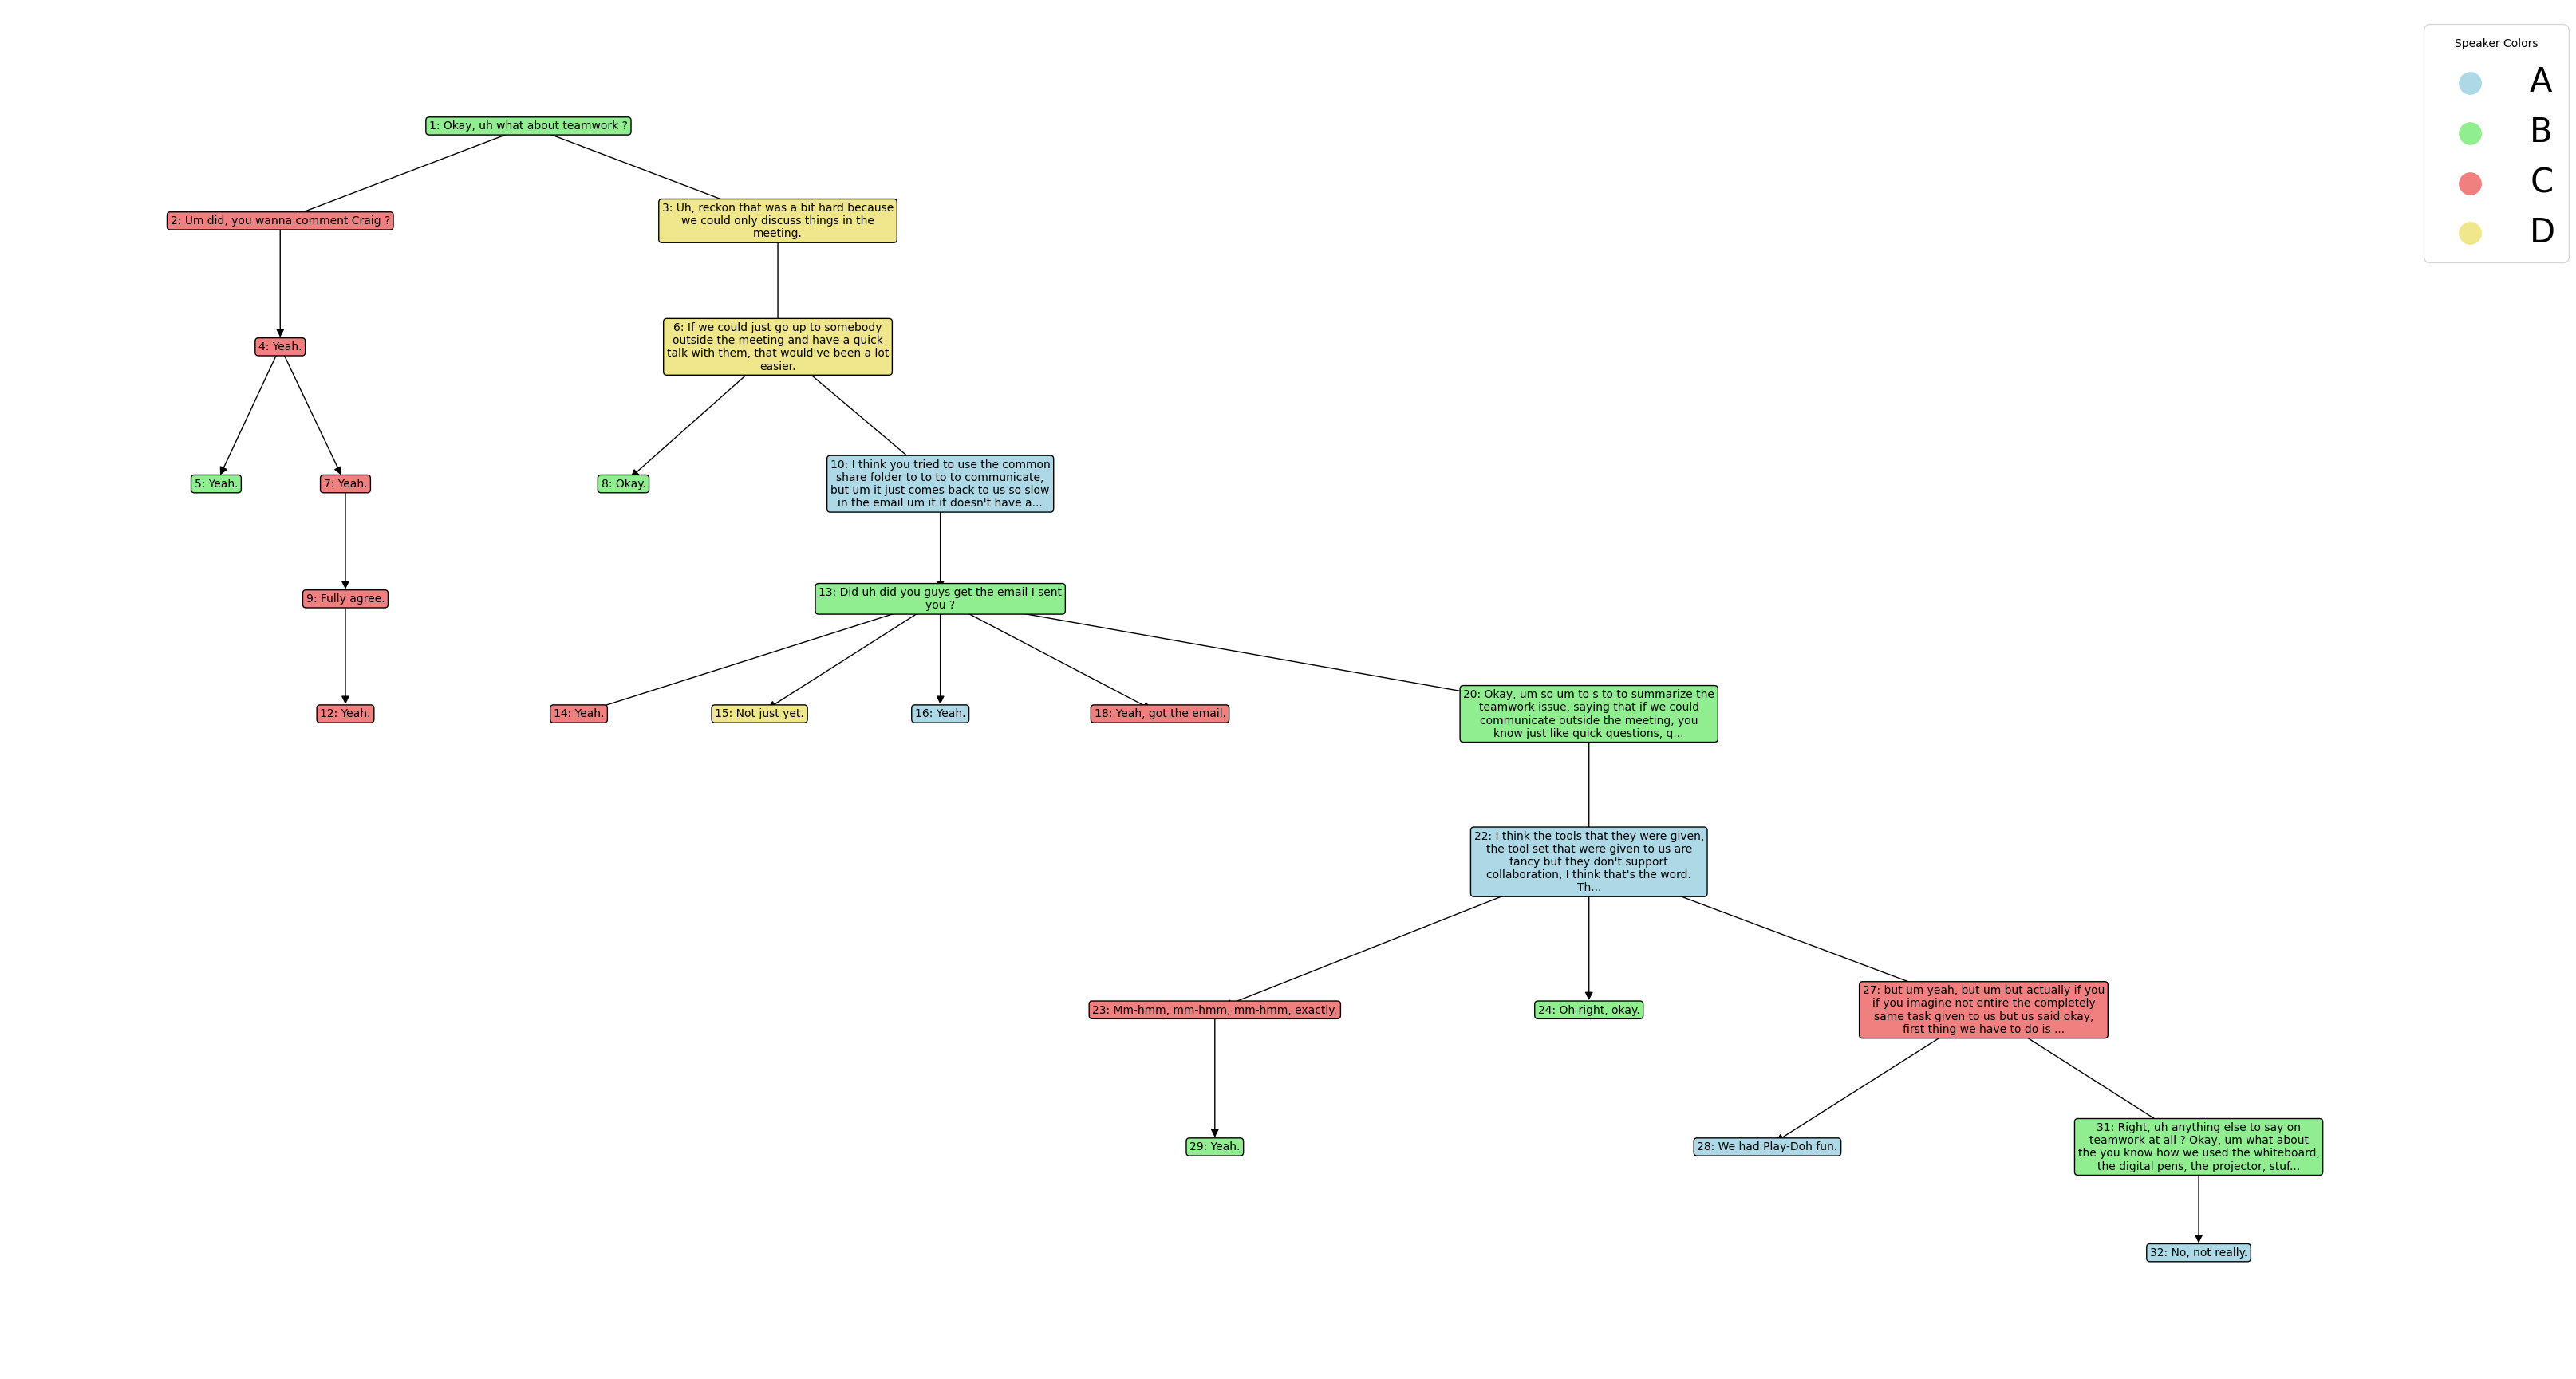 Speaker Colors
A
B
C
D
1: Okay, uh what about teamwork ?
2: Um did, you wanna comment Craig ?
3: Uh, reckon that was a bit hard because
we could only discuss things in the
meeting.
4: Yeah.
6: If we could just go up to somebody
outside the meeting and have a quick
talk with them, that would've been a lot
easier.
5: Yeah.
7: Yeah.
8: Okay.
10: I think you tried to use the common
share folder to to to to communicate,
but um it just comes back to us so slow
in the email um it it doesn't have a...
9: Fully agree.
13: Did uh did you guys get the email I sent
you ?
12: Yeah.
14: Yeah.
15: Not just yet.
16: Yeah.
18: Yeah, got the email.
20: Okay, um so um to s to to summarize the
teamwork issue, saying that if we could
communicate outside the meeting, you
know just like quick questions, q...
22: I think the tools that they were given,
the tool set that were given to us are
fancy but they don't support
collaboration, I think that's the word.
Th...
23: Mm-hmm, mm-hmm, mm-hmm, exactly.
24: Oh right, okay.
27: but um yeah, but um but actually if you
if you imagine not entire the completely
same task given to us but us said okay,
first thing we have to do is ...
29: Yeah.
28: We had Play-Doh fun.
31: Right, uh anything else to say on
teamwork at all ? Okay, um what about
the you know how we used the whiteboard,
the digital pens, the projector, stuf...
32: No, not really.